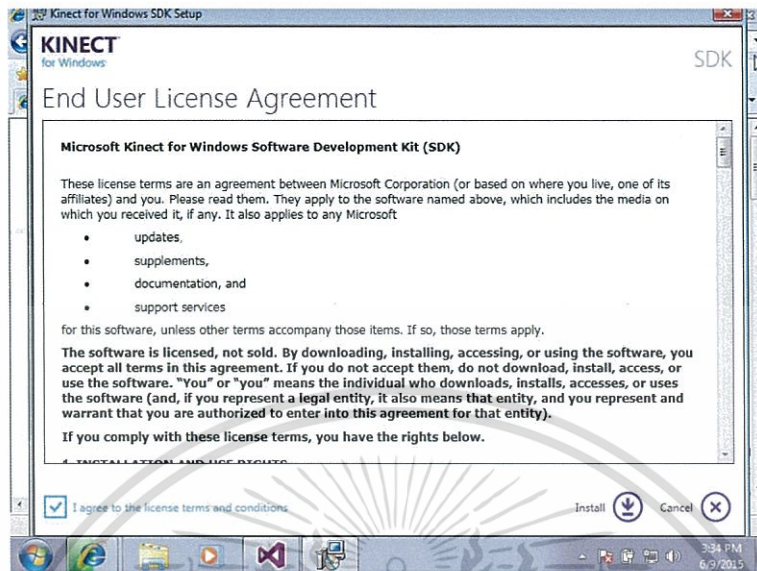 Kinect for Windows SDK Setup
KINECT
for Windows
SDK
End User License Agreement
Microsoft Kinect for Windows Software Development Kit (SDK)
These license terms are an agreement between Microsoft Corporation (or based on where you live, one of its
affiliates) and you. Please read them. They apply to the software named above, which includes the media on
which you received it, if any. It also applies to any Microsoft
• updates,
• supplements,
• documentation, and
• support services
for this software, unless other terms accompany those items. If so, those terms apply.
The software is licensed, not sold. By downloading, installing, accessing, or using the software, you
accept all terms in this agreement. If you do not accept them, do not download, install, access, or
use the software. "You" or "you" means the individual who downloads, installs, accesses, or uses
the software (and, if you represent a legal entity, it also means that entity, and you represent and
warrant that you are authorized to enter into this agreement for that entity).
If you comply with these license terms, you have the rights below.
1. INSTALLATION AND USE RIGHTS
I agree to the license terms and conditions
Install
Cancel
3:34 PM
6/9/2015